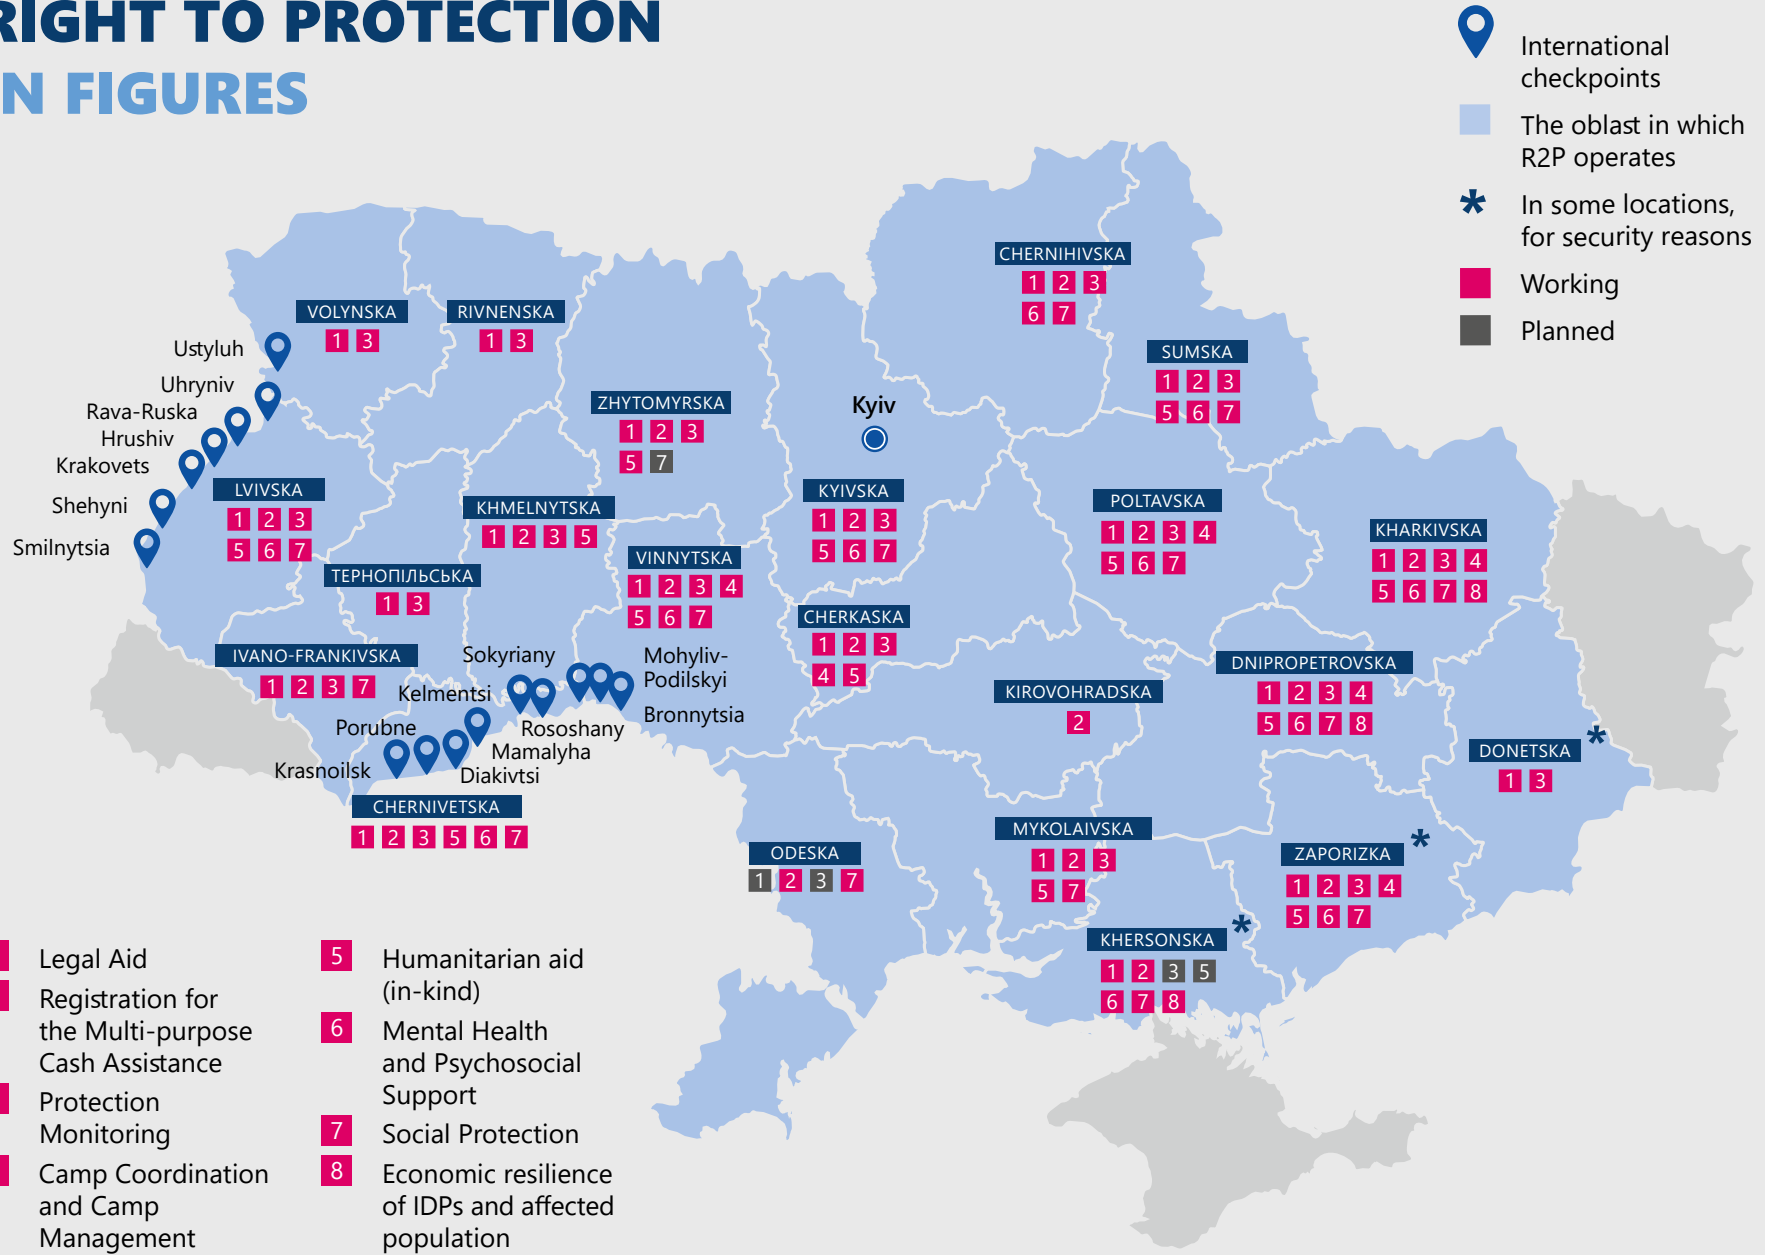 RIGHT TO PROTECTION
N FIGURES
International
checkpoints
The oblast in which
R2P operates
*
In some locations,
for security reasons
Working
Planned
CHERNIHIVSKA
1 2 3
6 7
VOLYNSKA
1 3
RIVNENSKA
1 3
SUMSKA
1 2 3
5 6 7
Ustyluh
Uhryniv
Rava-Ruska
Hrushiv
Krakovets
Shehyni
Smilnytsia
ZHYTOMYRSKA
1 2 3
5 7
Kyiv
LVIVSKA
1 2 3
5 6 7
KHMELNYTSKA
1 2 3 5
KYIVSKA
1 2 3
5 6 7
POLTAVSKA
1 2 3 4
5 6 7
KHARKIVSKA
1 2 3 4
5 6 7 8
VINNYTSKA
1 2 3 4
5 6 7
ТЕРНОПІЛЬСЬКА
1 3
CHERKASKA
1 2 3
4 5
IVANO-FRANKIVSKA
1 2 3 7
Sokyriany
Mohyliv-
Podilskyi
Kelmentsi
Bronnytsia
Porubne
Rososhany
Mamalyha
Krasnoilsk
Diakivtsi
KIROVOHRADSKA
2
DNIPROPETROVSKA
1 2 3 4
5 6 7 8
DONETSKA *
1 3
CHERNIVETSKA
1 2 3 5 6 7
ODESKA
1 2 3 7
MYKOLAIVSKA
1 2 3
5 7
ZAPORIZKA *
1 2 3 4
5 6 7
KHERSONSKA *
1 2 3 5
6 7 8
Legal Aid
Registration for
the Multi-purpose
Cash Assistance
Protection
Monitoring
Camp Coordination
and Camp
Management
5 Humanitarian aid
(in-kind)
6 Mental Health
and Psychosocial
Support
7 Social Protection
8 Economic resilience
of IDPs and affected
population